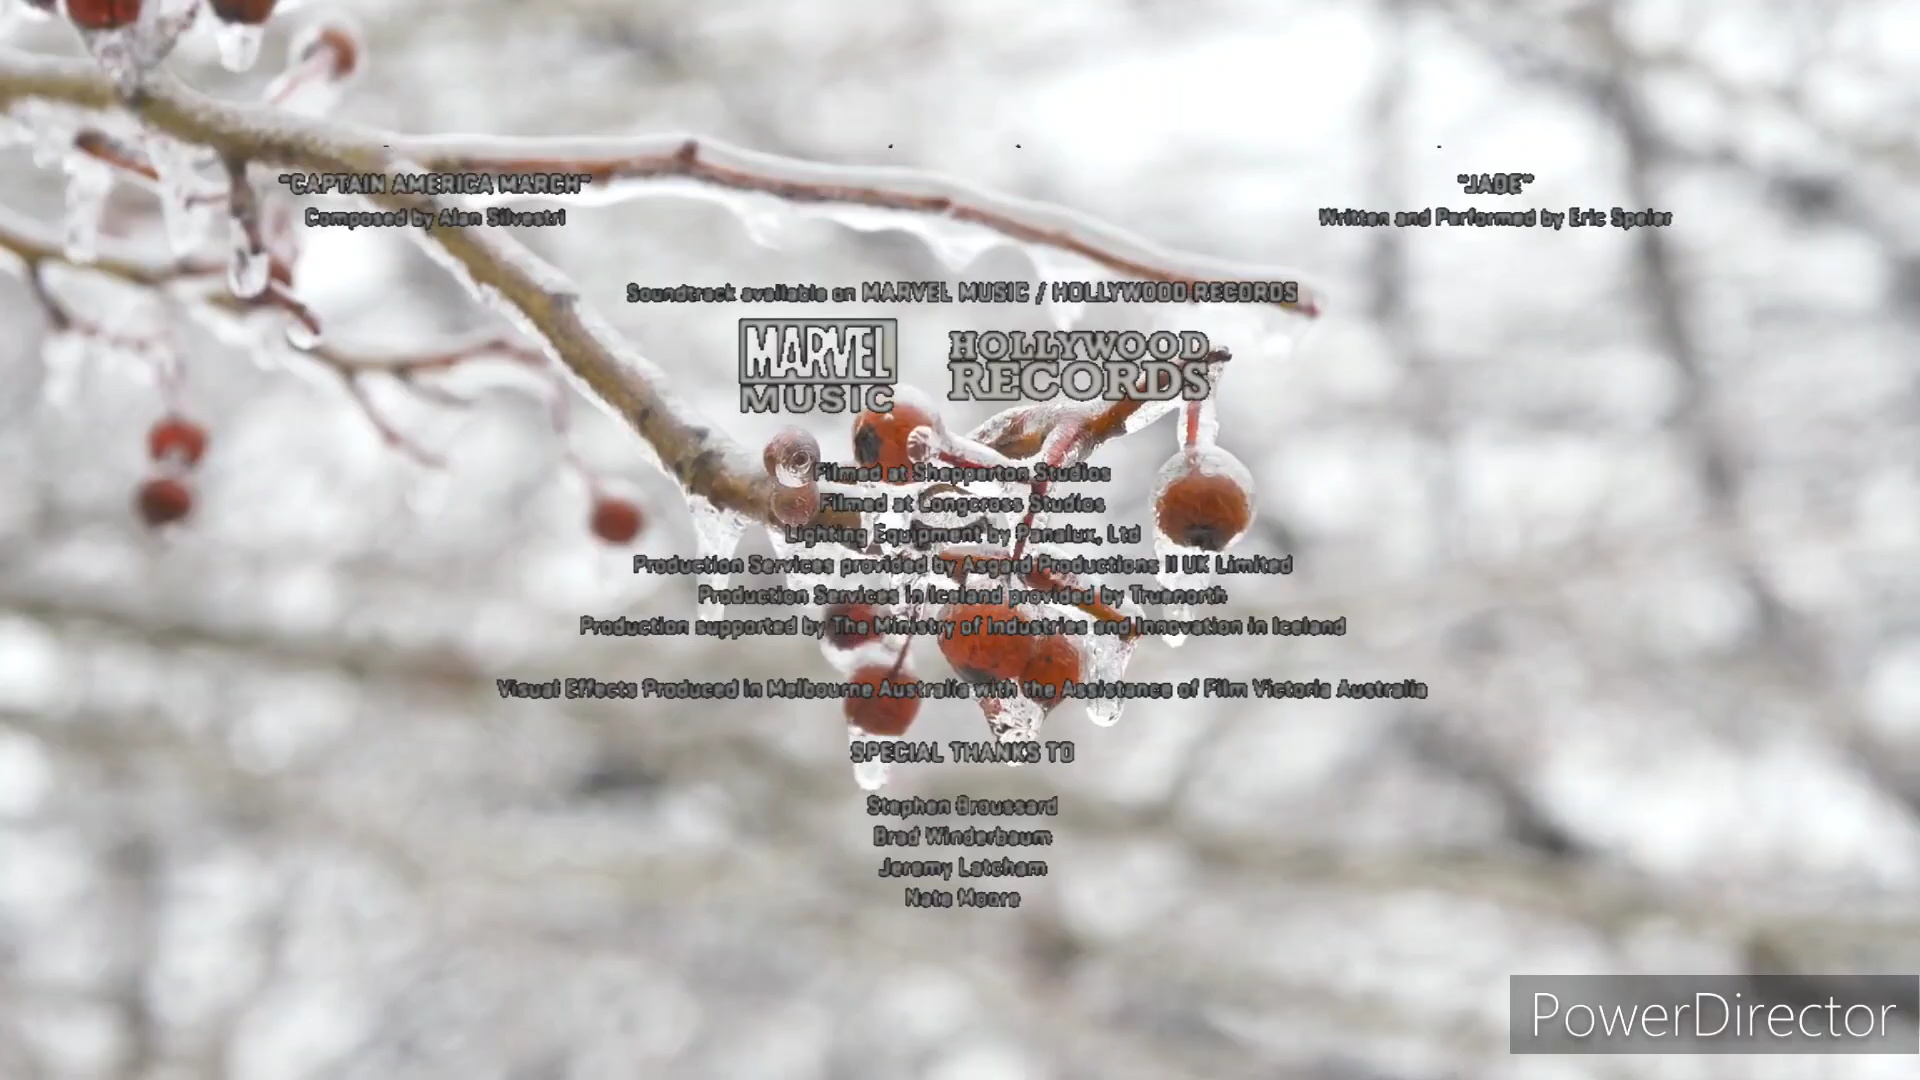 "CAPTAIN AMERICA MARCH"
Composed by Alan Silvestri
"JADE"
Written and Performed by Eric Speier
Soundtrack available on MARVEL MUSIC / HOLLYWOOD RECORDS
MARVEL
MUSIC
HOLLYWOOD
RECORDS
Filmed at Shepperton Studios
Filmed at Longcross Studios
Lighting Equipment by Panalux, Ltd
Production Services provided by Asgard Productions II UK Limited
Production Services in Iceland provided by Truenorth
Production supported by The Ministry of Industries and Innovation in Iceland
Visual Effects Produced in Melbourne Australia with the Assistance of Film Victoria Australia
SPECIAL THANKS TO
Stephen Broussard
Brad Winderbaum
Jeremy Latcham
Nate Moore
PowerDirector